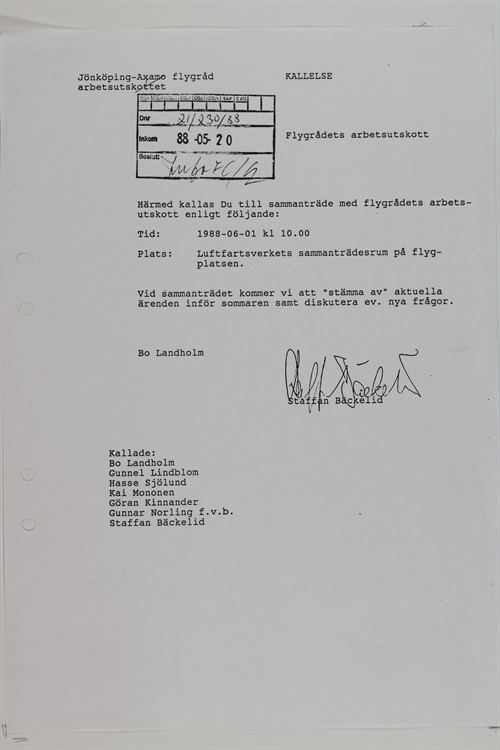 Jönköping-Axamo flygråd
arbetsutskottet
KALLELSE
Dnr 21/230/88
Inkom 88 -05- 20
Beslut:
Flygrådets arbetsutskott
Härmed kallas Du till sammanträde med flygrådets arbets-
utskott enligt följande:
Tid: 1988-06-01 kl 10.00
Plats: Luftfartsverkets sammanträdesrum på flyg-
platsen.
Vid sammanträdet kommer vi att "stämma av" aktuella
ärenden inför sommaren samt diskutera ev. nya frågor.
Bo Landholm
Staffan Bäckelid
Kallade:
Bo Landholm
Gunnel Lindblom
Hasse Sjölund
Kai Mononen
Göran Kinnander
Gunnar Norling f.v.b.
Staffan Bäckelid